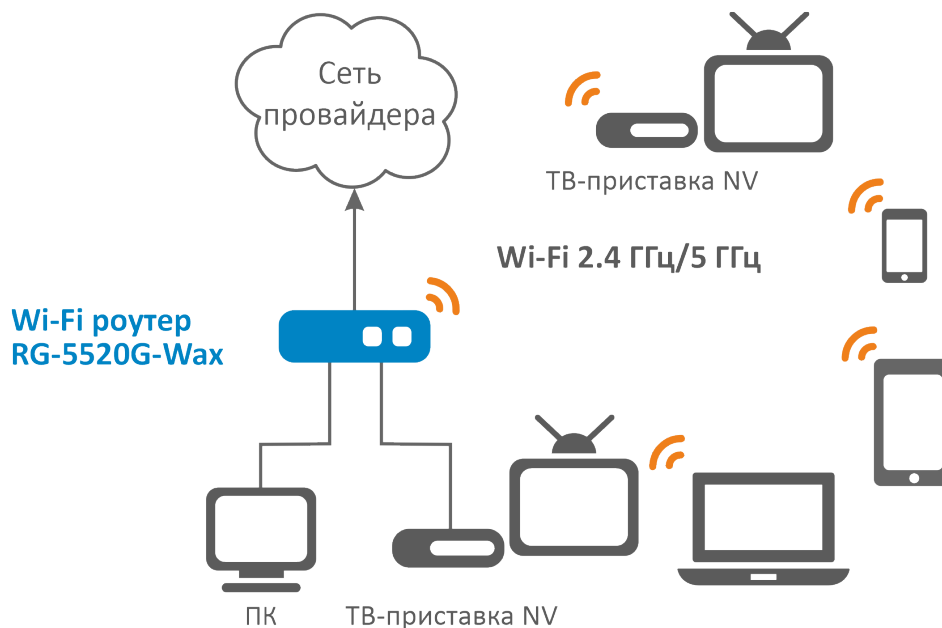 Сеть
провайдера
ТВ-приставка NV
Wi-Fi 2.4 ГГц/5 ГГц
Wi-Fi роутер
RG-5520G-Wax
ПК
ТВ-приставка NV